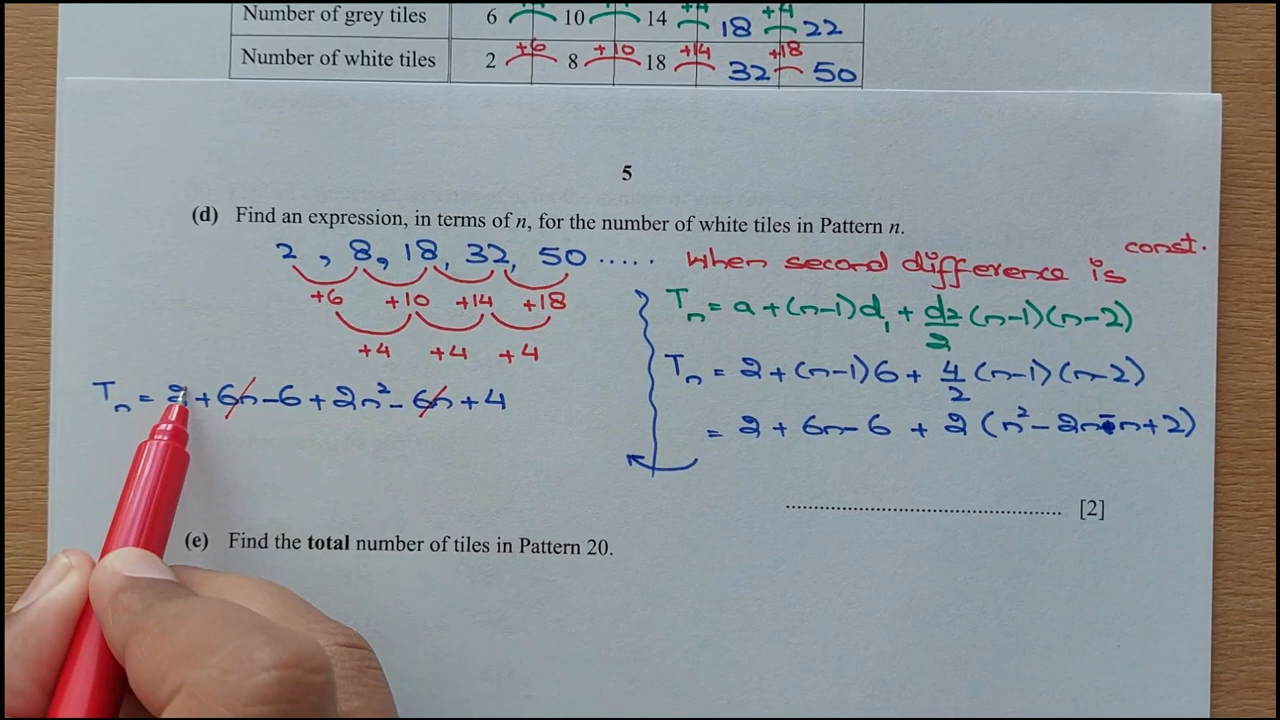 Number of grey tiles 6 10 14 +4 18 +4 22
Number of white tiles 2 +6 8 +10 18 +14 32 +18 50
5
(d) Find an expression, in terms of n, for the number of white tiles in Pattern n.
2 , 8, 18, 32, 50 ..... when second difference is const.
+6 +10 +14 +18
+4 +4 +4
Tn = a + (n-1)d1 + d2/2 (n-1)(n-2)
Tn = 2 + (n-1)6 + 4/2 (n-1)(n-2)
= 2 + 6n - 6 + 2 (n² - 2n - n + 2)
Tn = 2 + 6n - 6 + 2n² - 6n + 4
[2]
(e) Find the total number of tiles in Pattern 20.